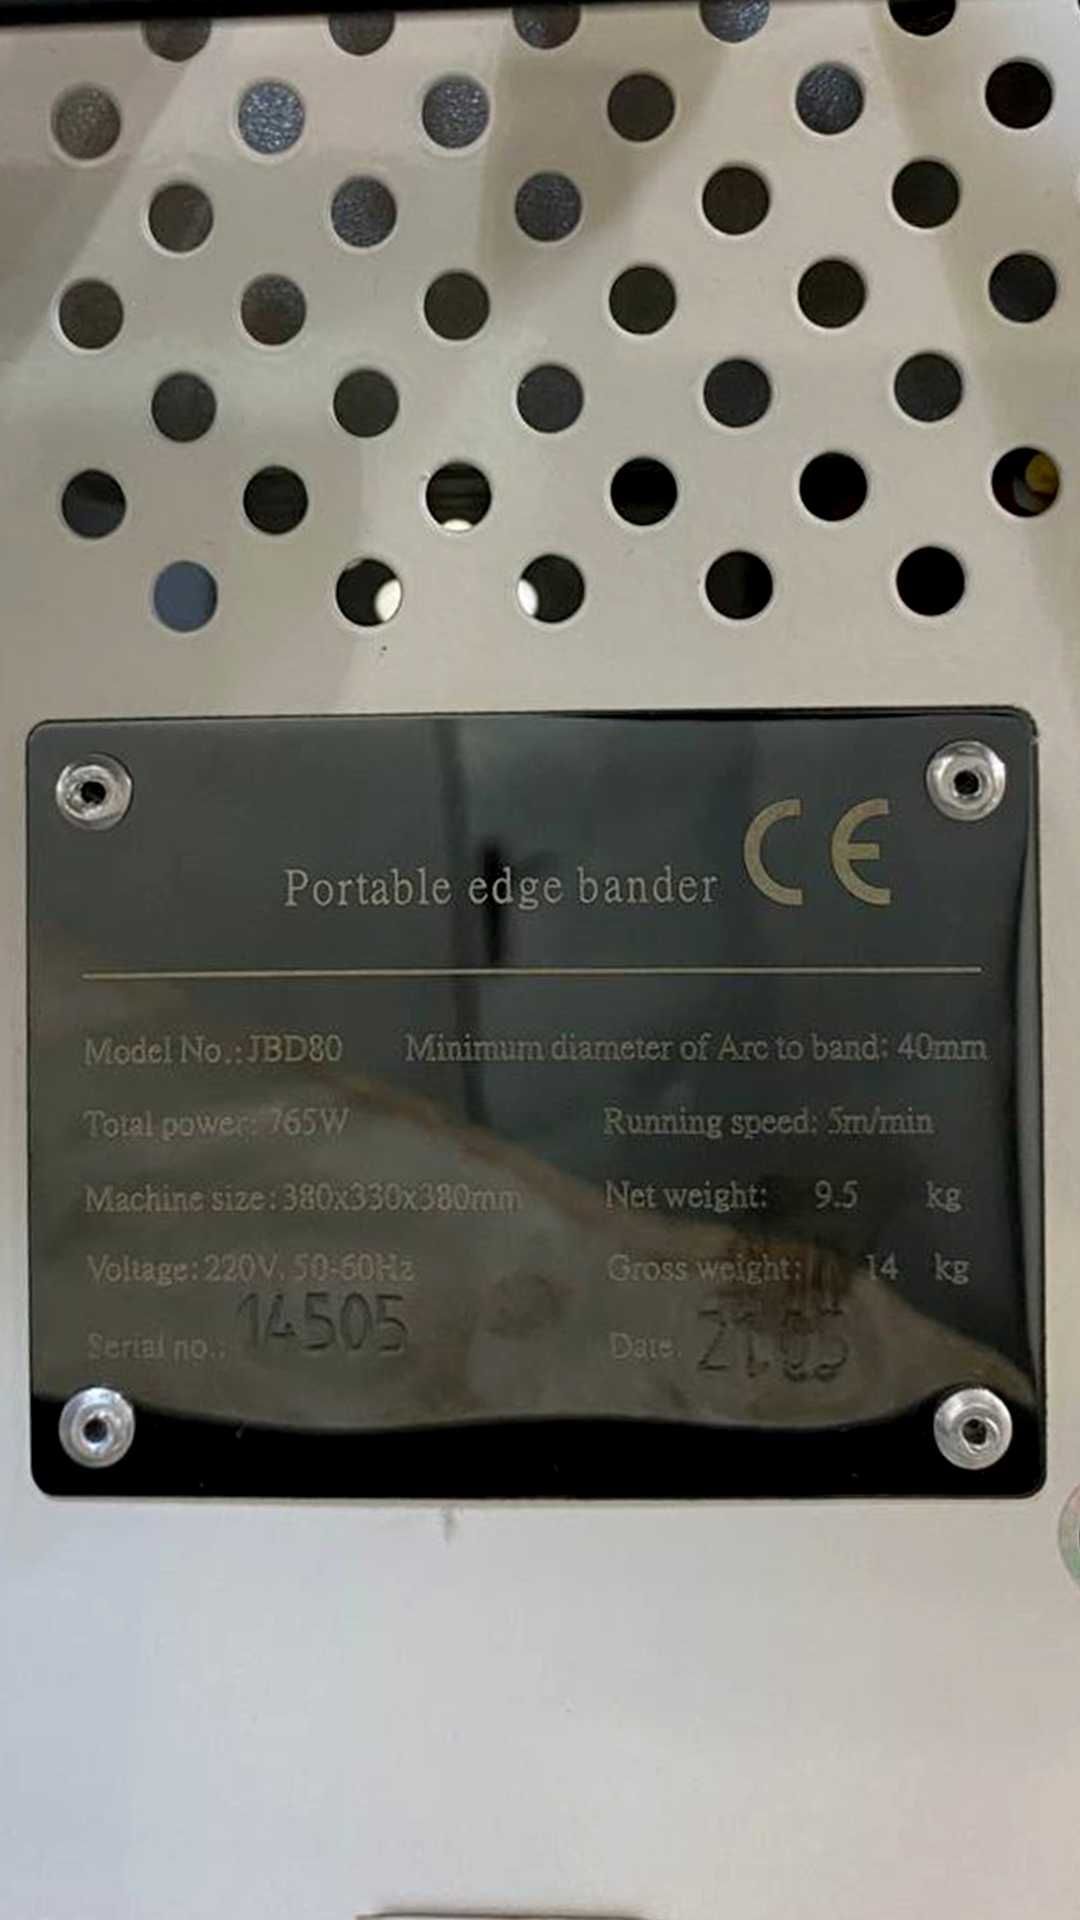 Portable edge bander CE
Model No.: JBD80 Minimum diameter of Arc to band: 40mm
Total power: 765W Running speed: 5m/min
Machine size: 380x330x380mm Net weight: 9.5 kg
Voltage: 220V. 50-60Hz Gross weight: 14 kg
Serial no.: 14505 Date: 21.05